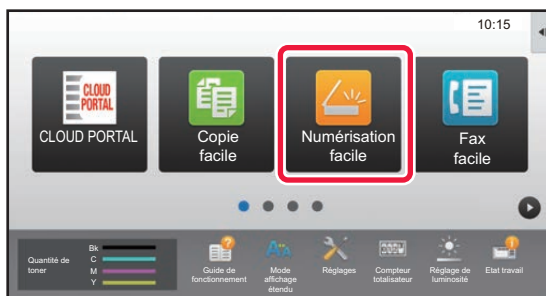 10:15
CLOUD
PORTAL
CLOUD PORTAL
Copie
facile
Numérisation
facile
Fax
facile
Quantité de
toner
Bk
C
M
Y
Guide de
fonctionnement
Mode
affichage
étendu
Réglages
Compteur
totalisateur
Réglage de
luminosité
Etat travail